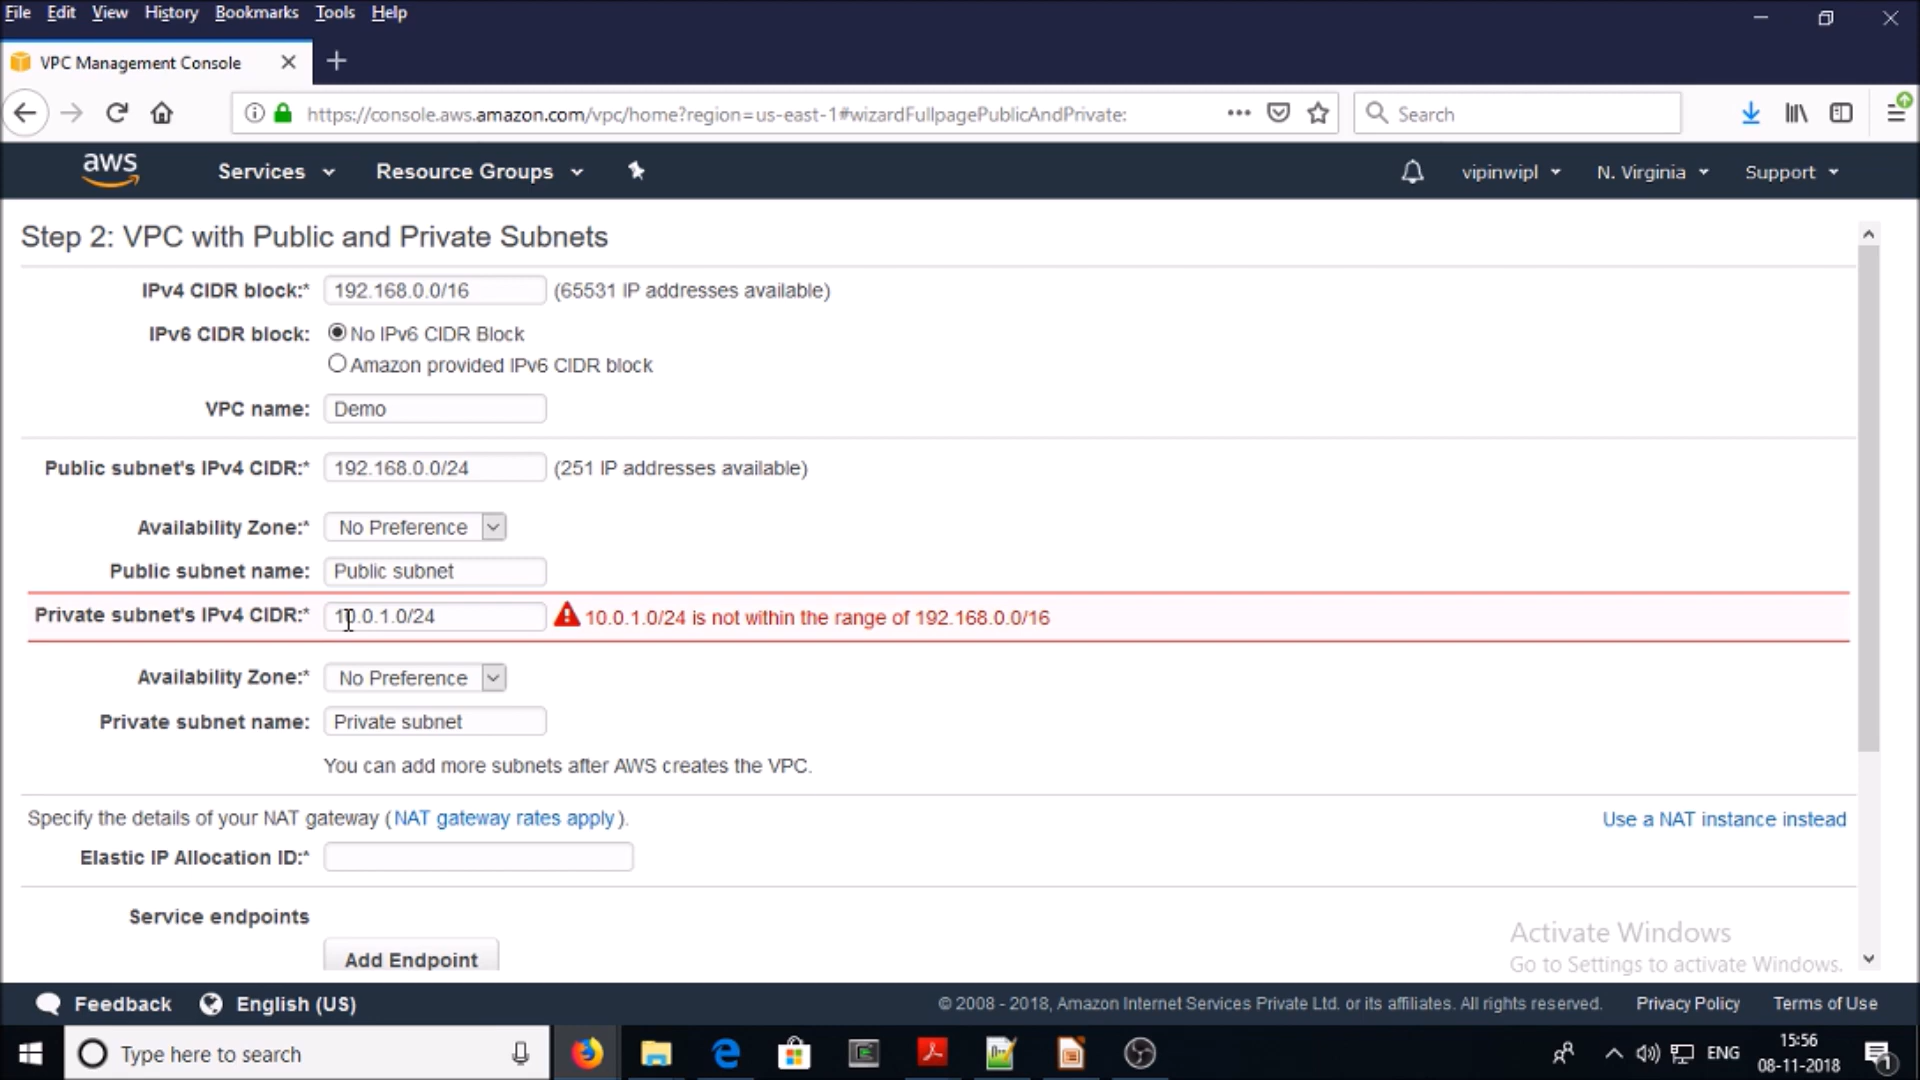 File Edit View History Bookmarks Tools Help
VPC Management Console
https://console.aws.amazon.com/vpc/home?region=us-east-1#wizardFullpagePublicAndPrivate:
Search
aws Services Resource Groups vipinwipl N. Virginia Support
Step 2: VPC with Public and Private Subnets
IPv4 CIDR block:* 192.168.0.0/16 (65531 IP addresses available)
IPv6 CIDR block: No IPv6 CIDR Block
Amazon provided IPv6 CIDR block
VPC name: Demo
Public subnet's IPv4 CIDR:* 192.168.0.0/24 (251 IP addresses available)
Availability Zone:* No Preference
Public subnet name: Public subnet
Private subnet's IPv4 CIDR:* 10.0.1.0/24 10.0.1.0/24 is not within the range of 192.168.0.0/16
Availability Zone:* No Preference
Private subnet name: Private subnet
You can add more subnets after AWS creates the VPC.
Specify the details of your NAT gateway (NAT gateway rates apply). Use a NAT instance instead
Elastic IP Allocation ID:*
Service endpoints
Add Endpoint
Activate Windows
Go to Settings to activate Windows.
Feedback English (US) © 2008 - 2018, Amazon Internet Services Private Ltd. or its affiliates. All rights reserved. Privacy Policy Terms of Use
Type here to search
ENG
15:56
08-11-2018
1